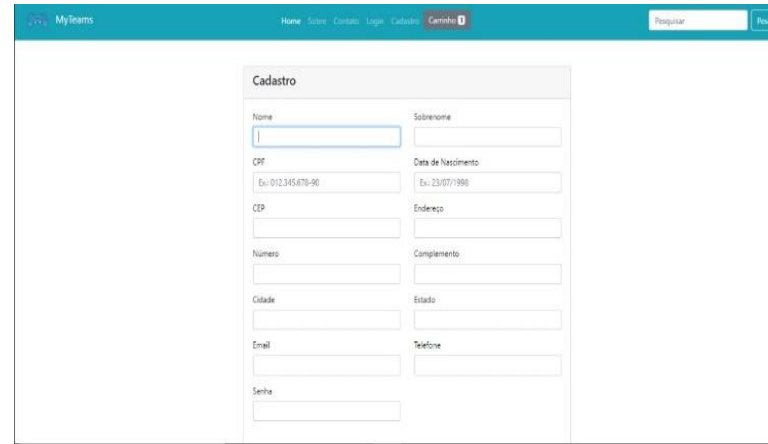 MyTeams Home Sobre Contato Login Cadastro Carrinho 1 Pesquisar Pes
Cadastro
Nome Sobrenome
CPF Data de Nascimento
Ex.: 012.345.678-90 Ex.: 23/07/1998
CEP Endereço
Número Complemento
Cidade Estado
Email Telefone
Senha